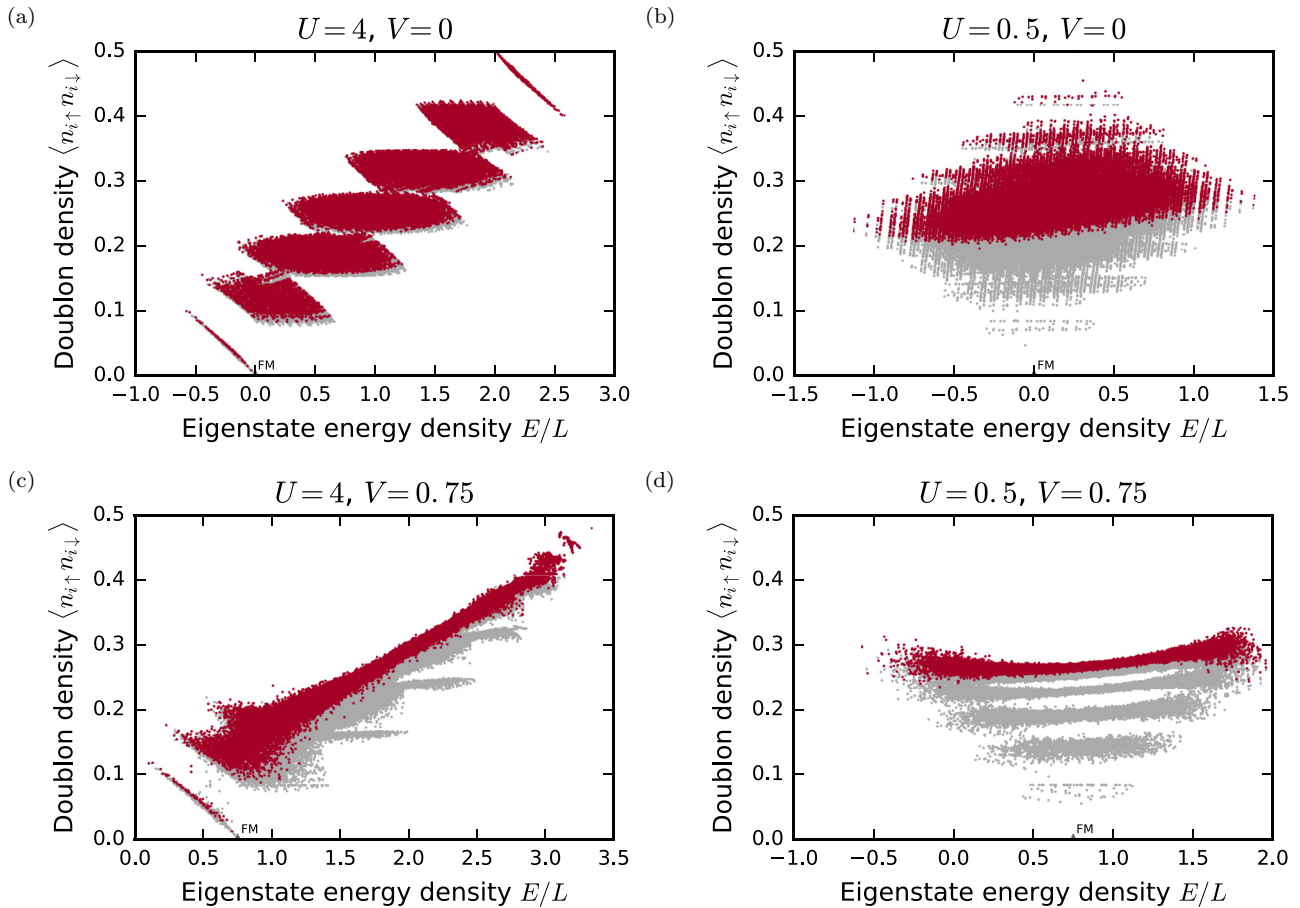 (a)
U = 4, V = 0
Doublon density ⟨n_{i↑} n_{i↓}⟩
0.5
0.4
0.3
0.2
0.1
0.0
FM
−1.0 −0.5 0.0 0.5 1.0 1.5 2.0 2.5 3.0
Eigenstate energy density E/L
(b)
U = 0.5, V = 0
Doublon density ⟨n_{i↑} n_{i↓}⟩
0.5
0.4
0.3
0.2
0.1
0.0
FM
−1.5 −1.0 −0.5 0.0 0.5 1.0 1.5
Eigenstate energy density E/L
(c)
U = 4, V = 0.75
Doublon density ⟨n_{i↑} n_{i↓}⟩
0.5
0.4
0.3
0.2
0.1
0.0
FM
0.0 0.5 1.0 1.5 2.0 2.5 3.0 3.5
Eigenstate energy density E/L
(d)
U = 0.5, V = 0.75
Doublon density ⟨n_{i↑} n_{i↓}⟩
0.5
0.4
0.3
0.2
0.1
0.0
FM
−1.0 −0.5 0.0 0.5 1.0 1.5 2.0
Eigenstate energy density E/L